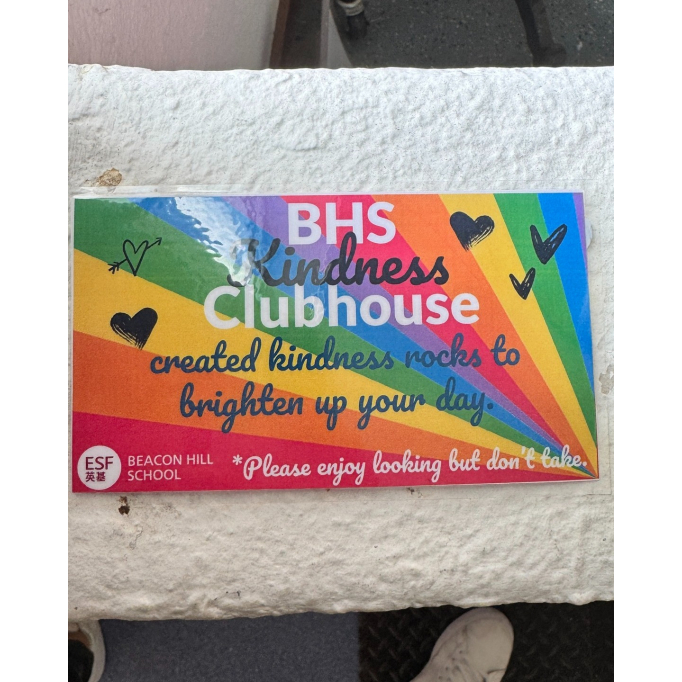 BHS
Kindness
Clubhouse
created kindness rocks to
brighten up your day.
ESF
英基
BEACON HILL
SCHOOL
*Please enjoy looking but don't take.